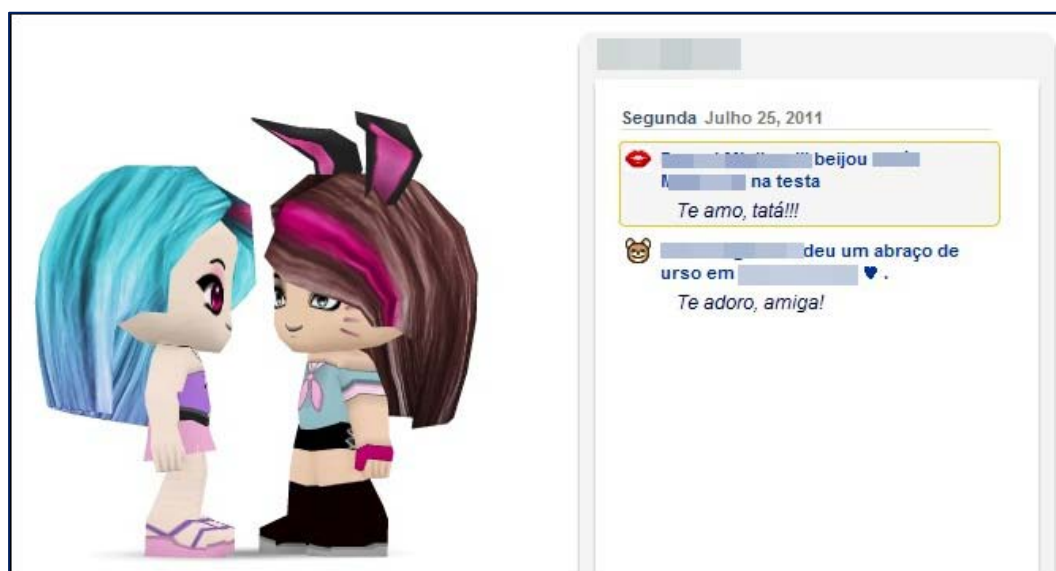 Segunda Julho 25, 2011
beijou
na testa
Te amo, tatá!!!
deu um abraço de
urso em ♥ .
Te adoro, amiga!